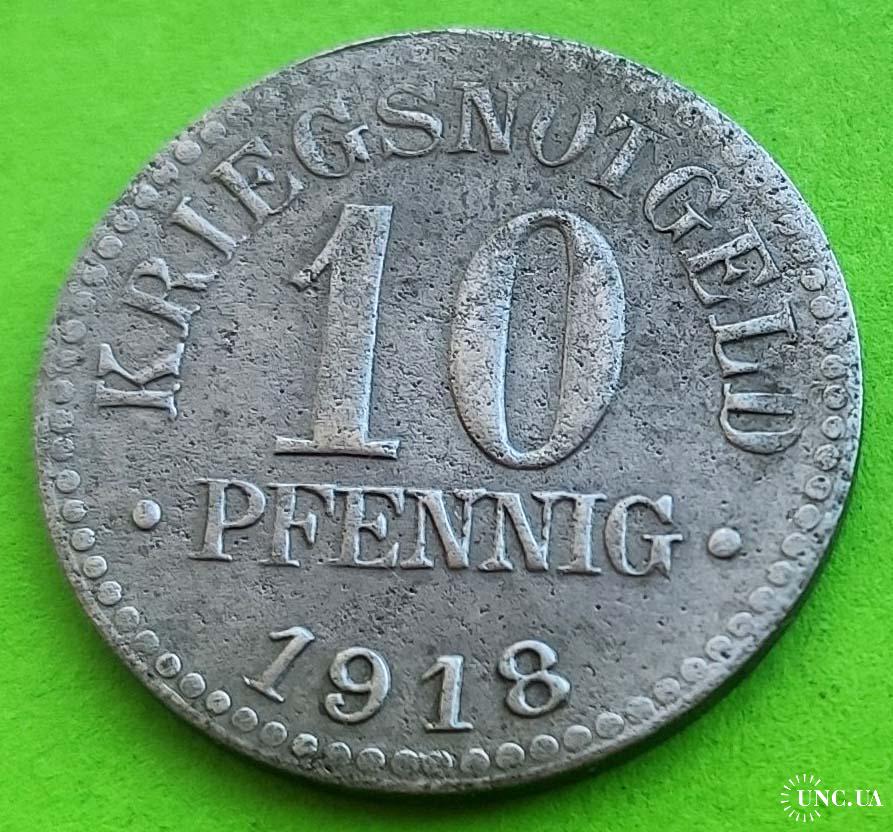 KRIEGSNOTGELD
10
• PFENNIG •
1918
UNC.UA